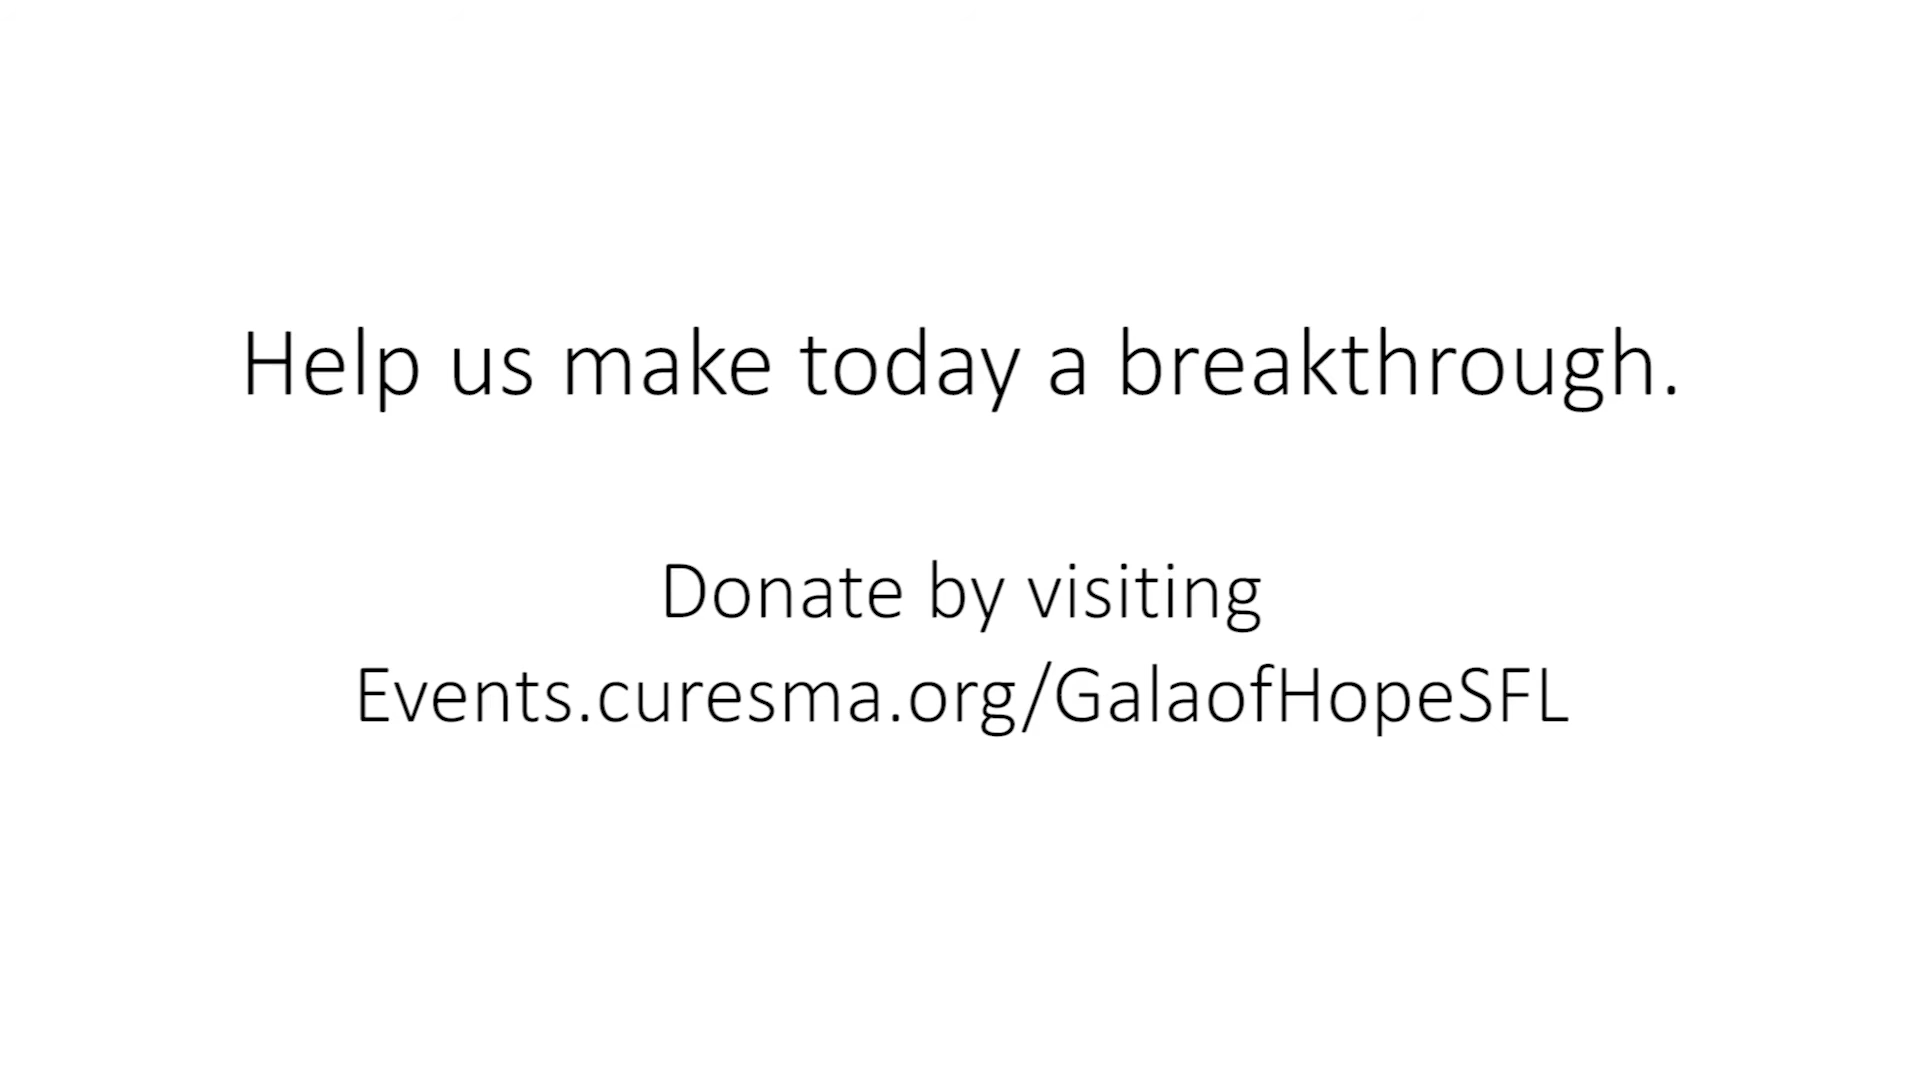 Help us make today a breakthrough.
Donate by visiting
Events.curesma.org/GalaofHopeSFL